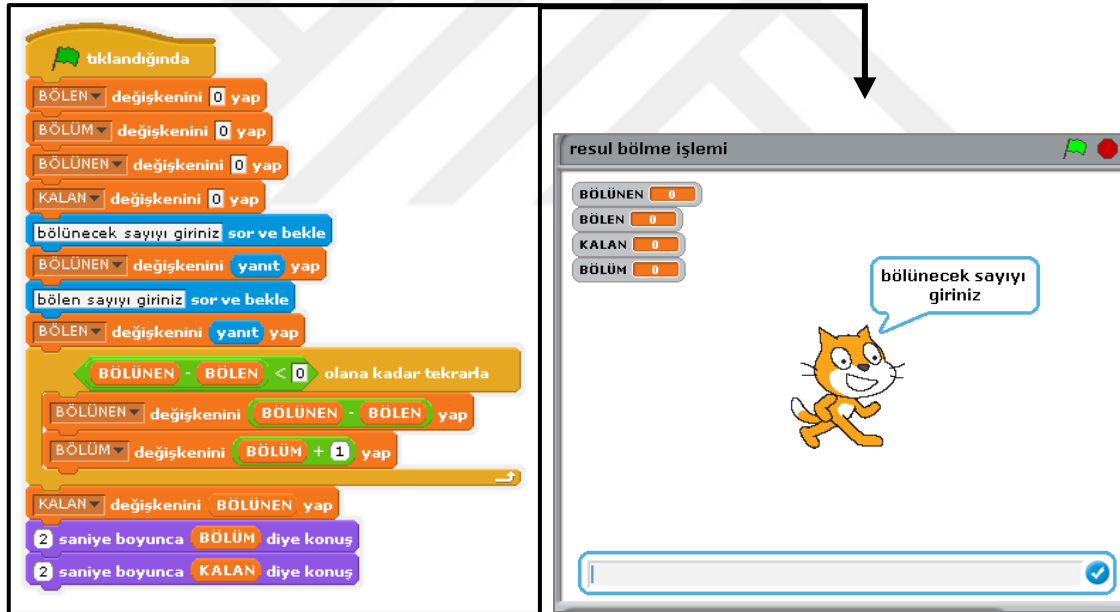 tıklandığında
BÖLEN değişkenini 0 yap
BÖLÜM değişkenini 0 yap
BÖLÜNEN değişkenini 0 yap
KALAN değişkenini 0 yap
bölünecek sayıyı giriniz sor ve bekle
BÖLÜNEN değişkenini yanıt yap
bölen sayıyı giriniz sor ve bekle
BÖLEN değişkenini yanıt yap
BÖLÜNEN - BÖLEN < 0 olana kadar tekrarla
BÖLÜNEN değişkenini BÖLÜNEN - BÖLEN yap
BÖLÜM değişkenini BÖLÜM + 1 yap
KALAN değişkenini BÖLÜNEN yap
2 saniye boyunca BÖLÜM diye konuş
2 saniye boyunca KALAN diye konuş
resul bölme işlemi
BÖLÜNEN 0
BÖLEN 0
KALAN 0
BÖLÜM 0
bölünecek sayıyı
giriniz